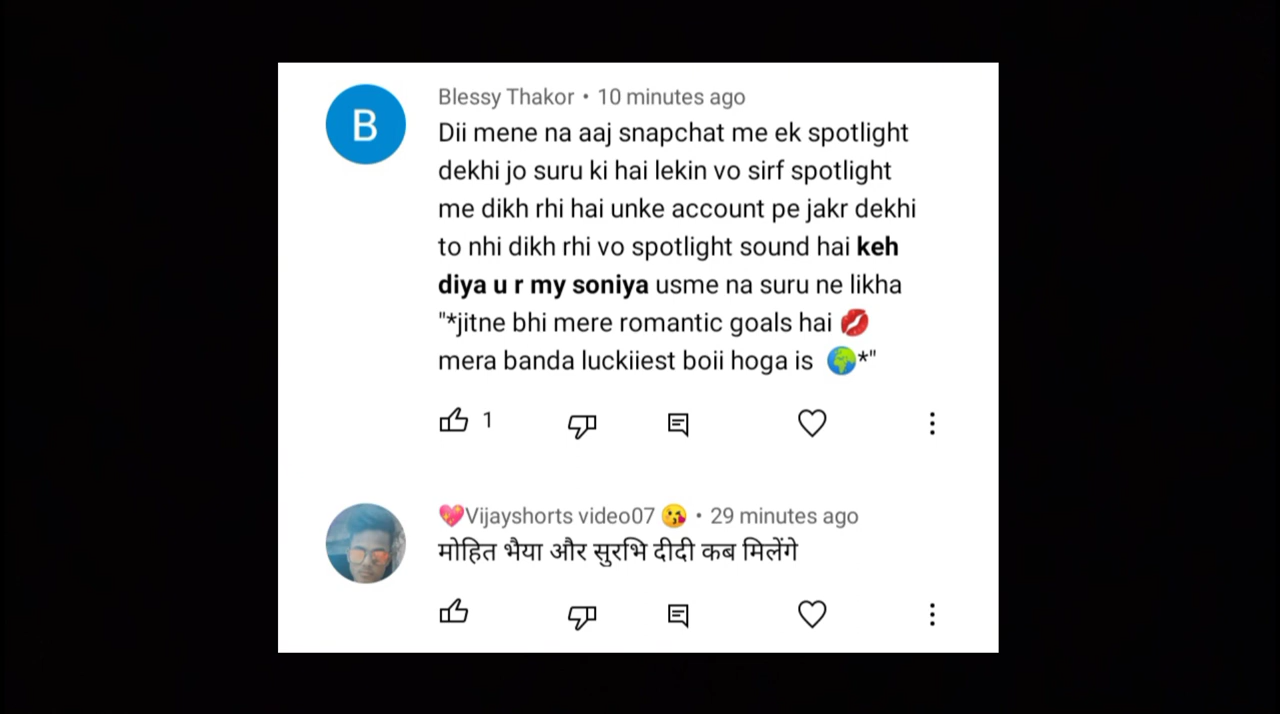 B
Blessy Thakor • 10 minutes ago
Dii mene na aaj snapchat me ek spotlight
dekhi jo suru ki hai lekin vo sirf spotlight
me dikh rhi hai unke account pe jakr dekhi
to nhi dikh rhi vo spotlight sound hai keh
diya u r my soniya usme na suru ne likha
"*jitne bhi mere romantic goals hai 💋
mera banda luckiiest boii hoga is 🌍*"
1
💖Vijayshorts video07 😘 • 29 minutes ago
मोहित भैया और सुरभि दीदी कब मिलेंगे